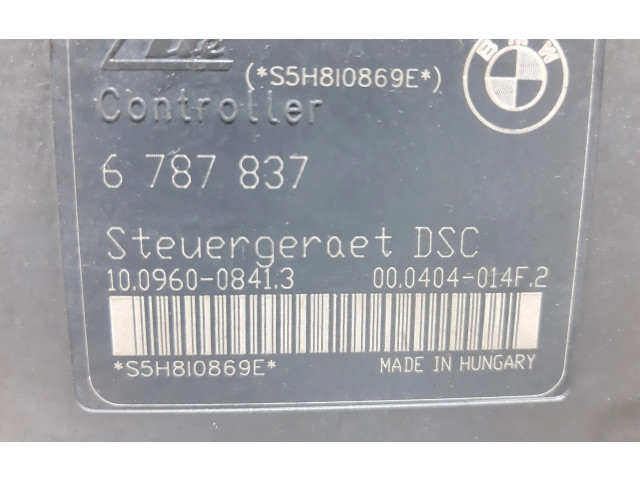 (*S5H810869E*)
BMW
Controller
6 787 837
Steuergeraet DSC
10.0960-0841.3 00.0404-014F.2
*S5H810869E* MADE IN HUNGARY